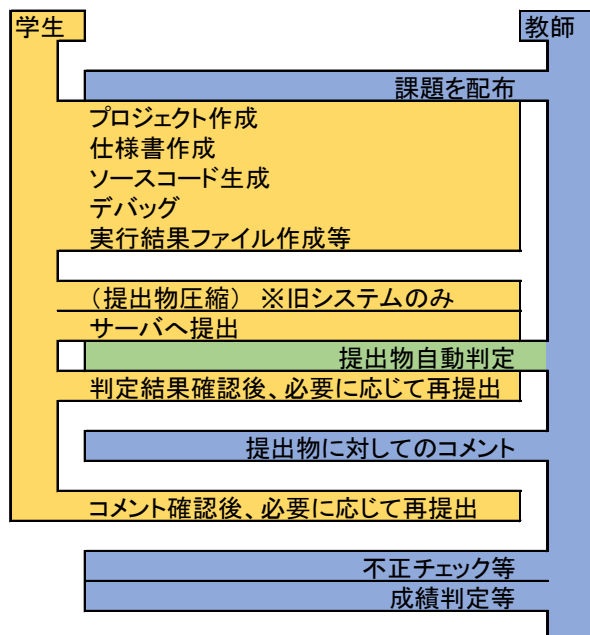 学生
教師
課題を配布
プロジェクト作成
仕様書作成
ソースコード生成
デバッグ
実行結果ファイル作成等
（提出物圧縮）　※旧システムのみ
サーバへ提出
提出物自動判定
判定結果確認後、必要に応じて再提出
提出物に対してのコメント
コメント確認後、必要に応じて再提出
不正チェック等
成績判定等